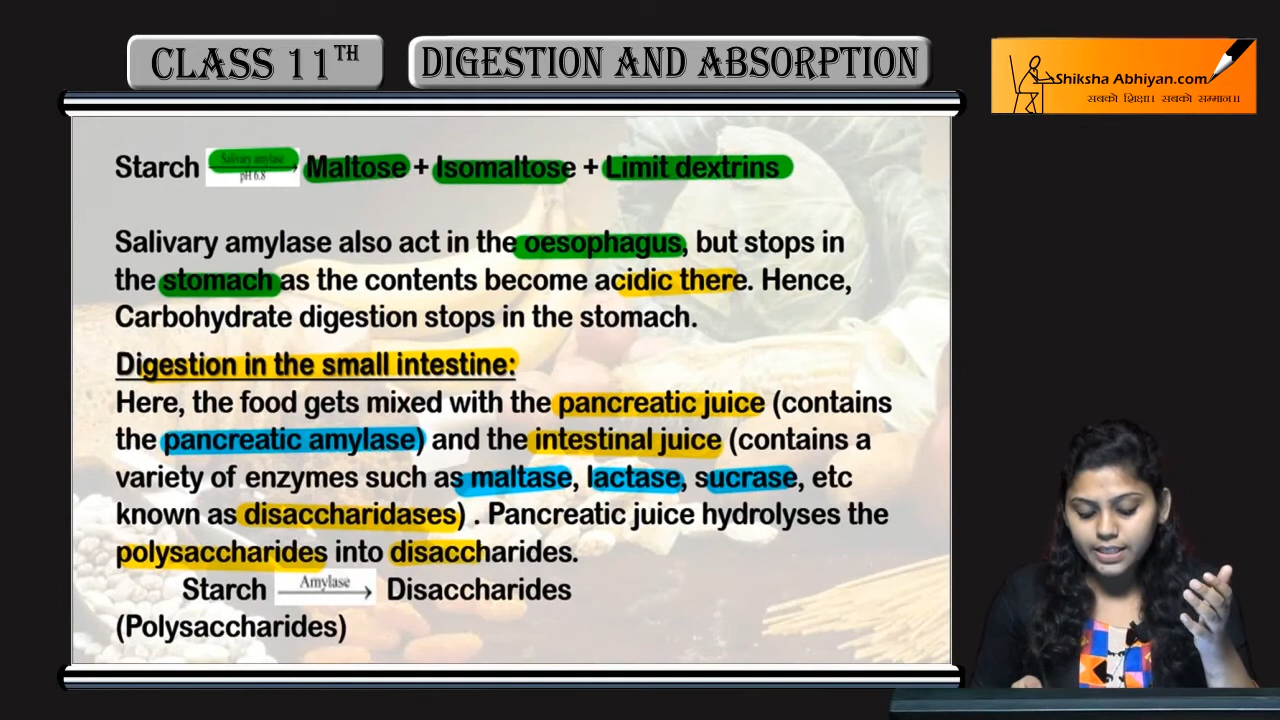 CLASS 11TH
DIGESTION AND ABSORPTION
Shiksha Abhiyan.com
सबको शिक्षा। सबको सम्मान॥
Starch Salivary amylase pH 6.8 → Maltose + Isomaltose + Limit dextrins
Salivary amylase also act in the oesophagus, but stops in
the stomach as the contents become acidic there. Hence,
Carbohydrate digestion stops in the stomach.
Digestion in the small intestine:
Here, the food gets mixed with the pancreatic juice (contains
the pancreatic amylase) and the intestinal juice (contains a
variety of enzymes such as maltase, lactase, sucrase, etc
known as disaccharidases) . Pancreatic juice hydrolyses the
polysaccharides into disaccharides.
Starch Amylase → Disaccharides
(Polysaccharides)